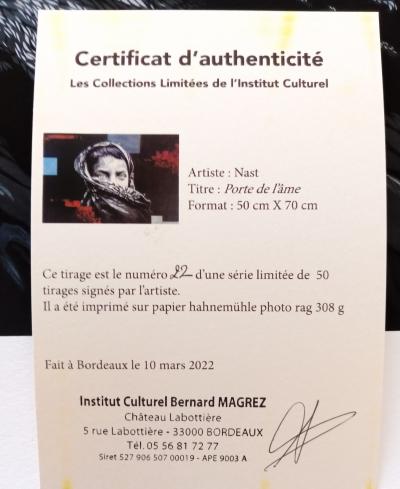 Certificat d'authenticité
Les Collections Limitées de l'Institut Culturel
Artiste : Nast
Titre : Porte de l'âme
Format : 50 cm X 70 cm
Ce tirage est le numéro 22 d'une série limitée de 50
tirages signés par l'artiste.
Il a été imprimé sur papier hahnemühle photo rag 308 g
Fait à Bordeaux le 10 mars 2022
Institut Culturel Bernard MAGREZ
Château Labottière
5 rue Labottière - 33000 BORDEAUX
Tél. 05 56 81 72 77
Siret 527 906 507 00019 - APE 9003 A